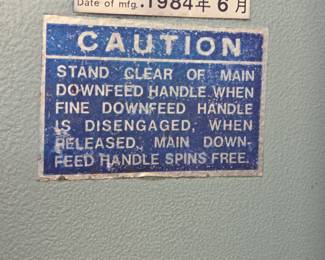 Date of mfg. 1984年 6月
CAUTION
STAND CLEAR OF MAIN
DOWNFEED HANDLE WHEN
FINE DOWNFEED HANDLE
IS DISENGAGED, WHEN
RELEASED, MAIN DOWN-
FEED HANDLE SPINS FREE.